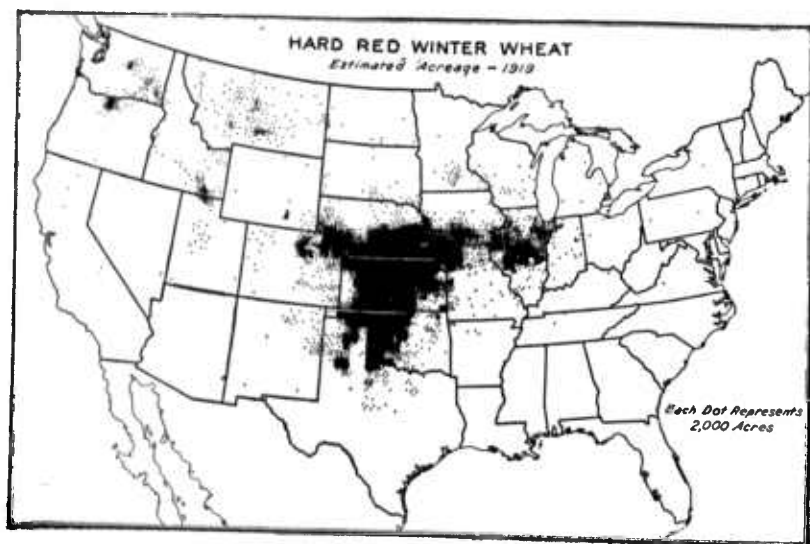 HARD RED WINTER WHEAT
Estimated Acreage - 1919
Each Dot Represents
2,000 Acres